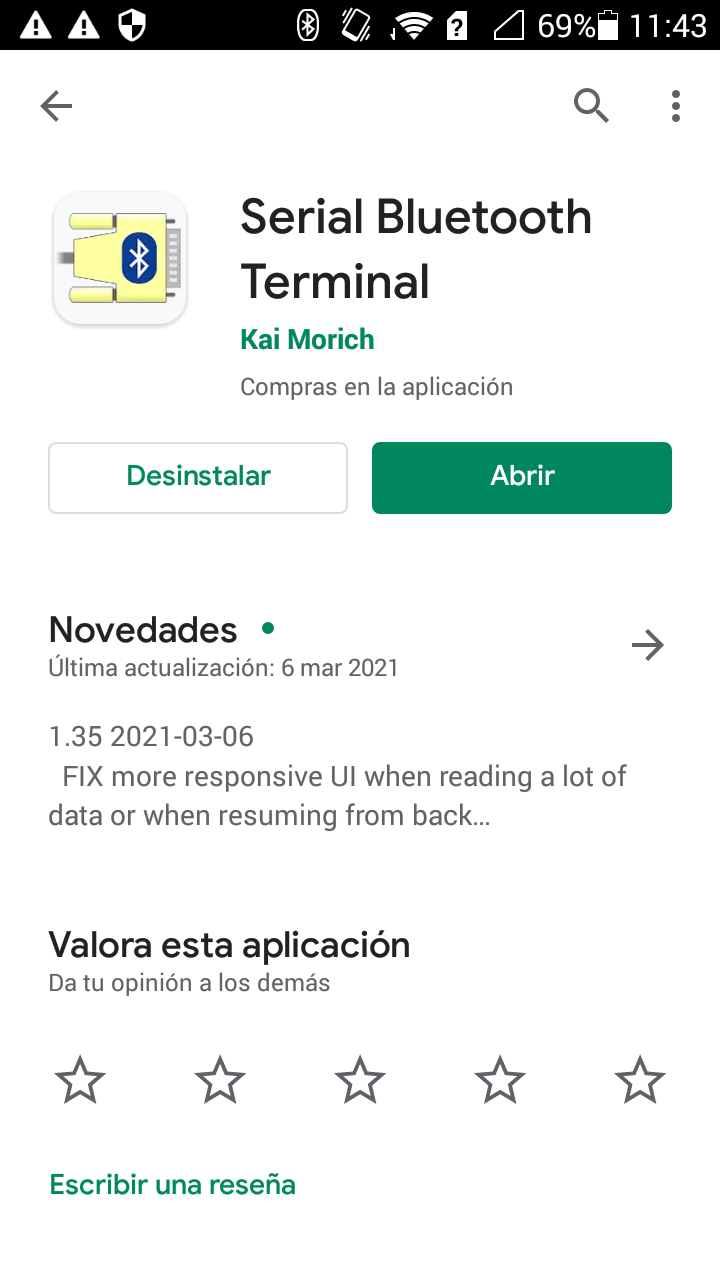 69% 11:43
Serial Bluetooth
Terminal
Kai Morich
Compras en la aplicación
Desinstalar
Abrir
Novedades
Última actualización: 6 mar 2021
1.35 2021-03-06
FIX more responsive UI when reading a lot of
data or when resuming from back…
Valora esta aplicación
Da tu opinión a los demás
Escribir una reseña